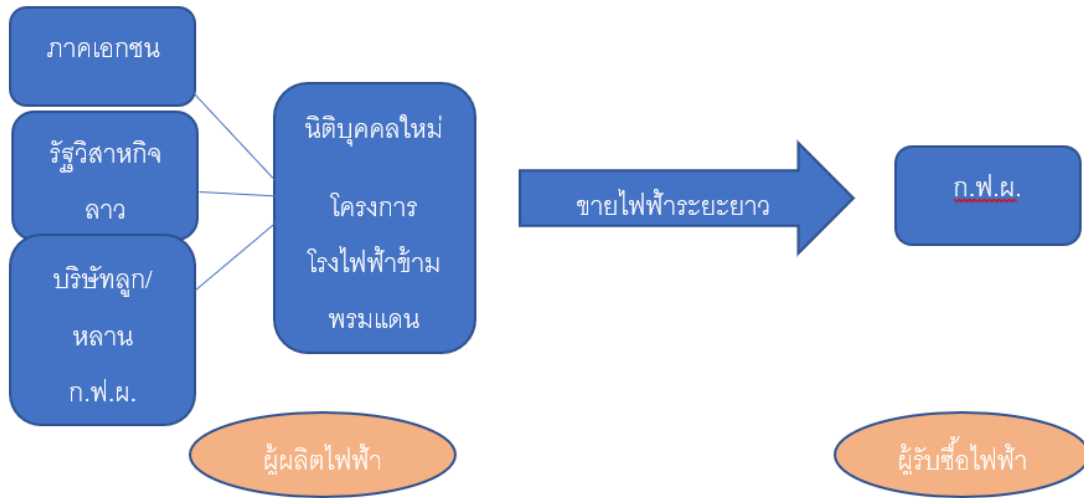 ภาคเอกชน
รัฐวิสาหกิจ
ลาว
บริษัทลูก/
หลาน
ก.ฟ.ผ.
นิติบุคคลใหม่
โครงการ
โรงไฟฟ้าข้าม
พรมแดน
ขายไฟฟ้าระยะยาว
ก.ฟ.ผ.
ผู้ผลิตไฟฟ้า
ผู้รับซื้อไฟฟ้า